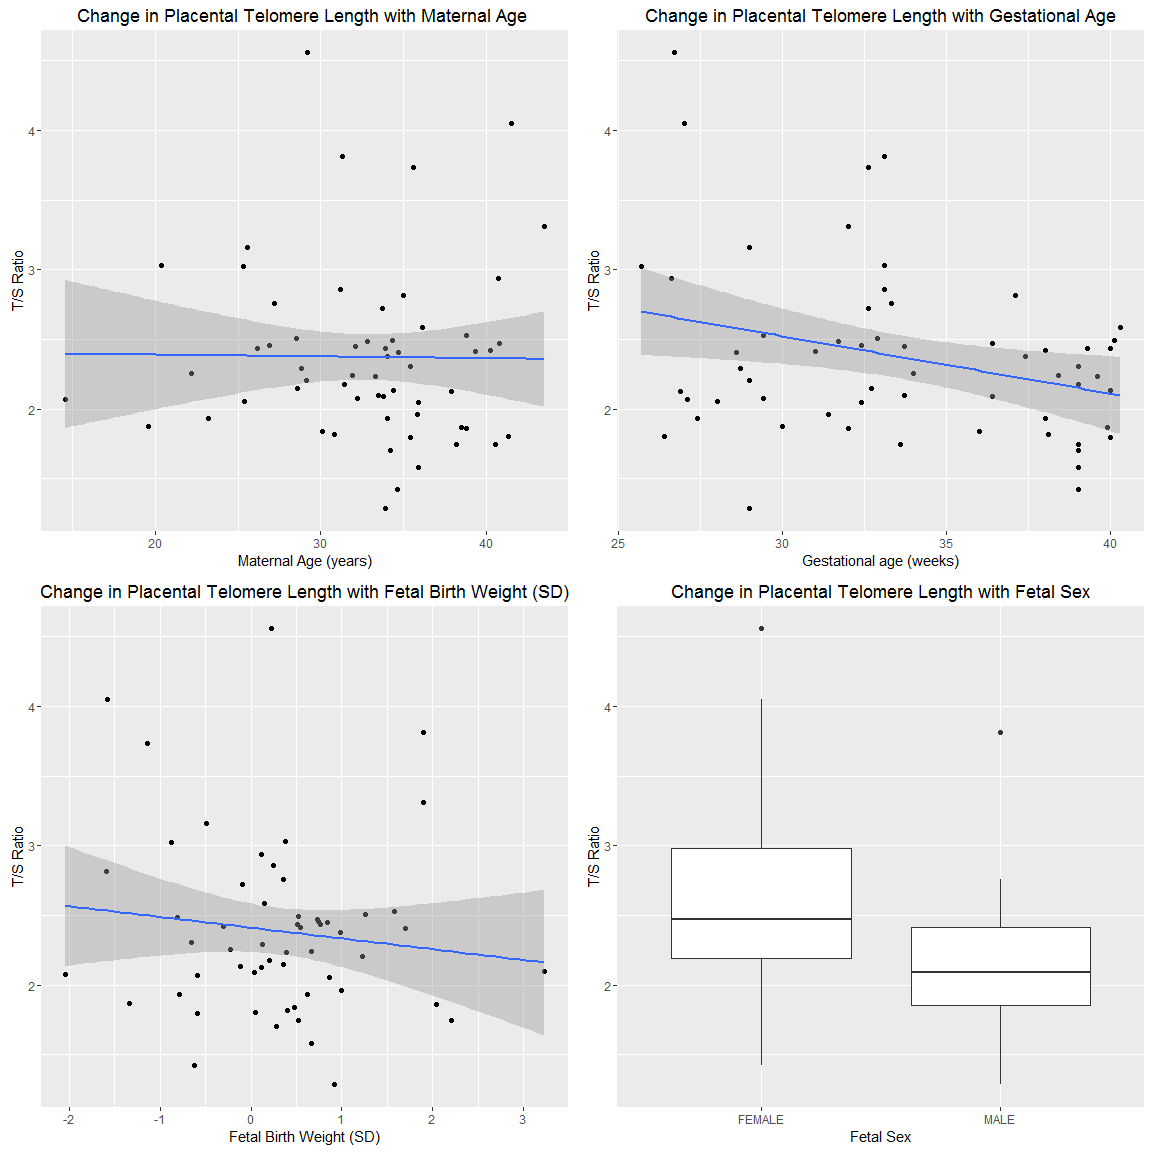 Change in Placental Telomere Length with Maternal Age
T/S Ratio
4
3
2
20 30 40
Maternal Age (years)
Change in Placental Telomere Length with Gestational Age
T/S Ratio
4
3
2
25 30 35 40
Gestational age (weeks)
Change in Placental Telomere Length with Fetal Birth Weight (SD)
T/S Ratio
4
3
2
-2 -1 0 1 2 3
Fetal Birth Weight (SD)
Change in Placental Telomere Length with Fetal Sex
T/S Ratio
4
3
2
FEMALE MALE
Fetal Sex